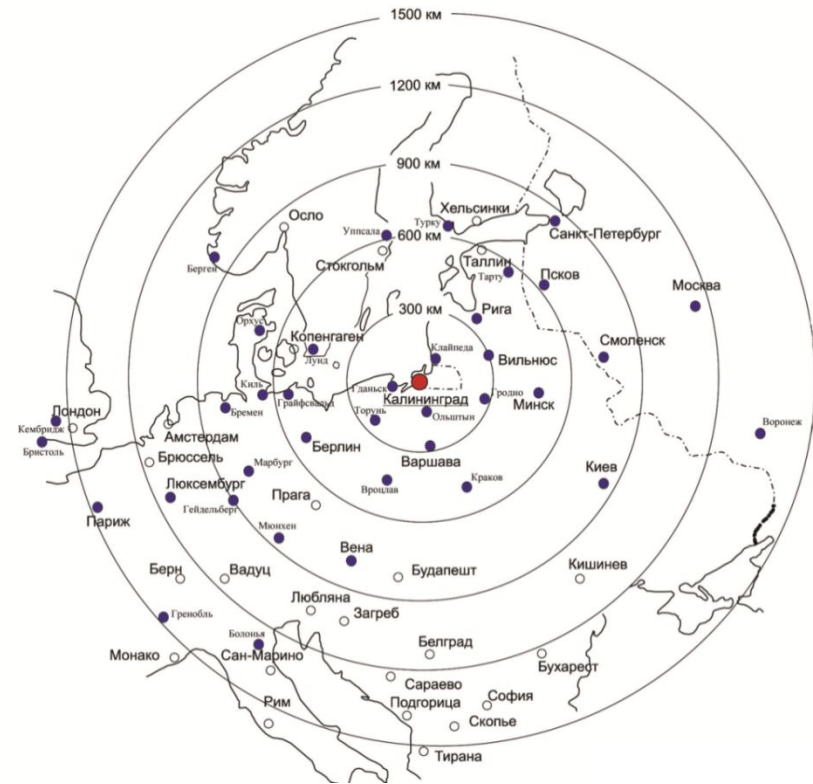 1500 км
1200 км
900 км
Хельсинки
Осло
Турку
Уппсала
Санкт-Петербург
600 км
Стокгольм
Таллин
Берген
Тарту
Псков
Москва
300 км
Рига
Орхус
Копенгаген
Смоленск
Клайпеда
Вильнюс
Лунд
Гданьск
Киль
Грайфсвальд
Калининград
Гродно
Минск
Бремен
Лондон
Торунь
Ольштын
Воронеж
Кембридж
Амстердам
Бристоль
Берлин
Варшава
Брюссель
Марбург
Киев
Люксембург
Вроцлав
Краков
Прага
Гейдельберг
Париж
Мюнхен
Вена
Берн
Вадуц
Будапешт
Кишинев
Любляна
Гренобль
Загреб
Болонья
Белград
Монако
Сан-Марино
Бухарест
Сараево
Рим
Подгорица
София
Скопье
Тирана